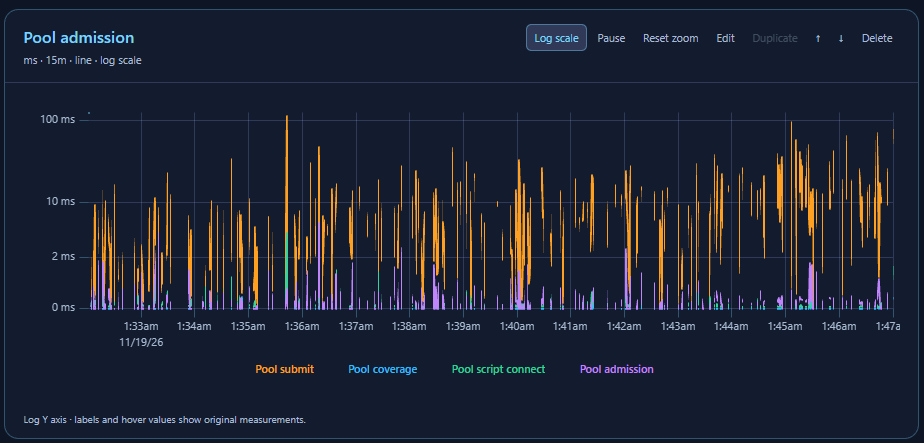 Pool admission
Log scale Pause Reset zoom Edit Duplicate ↑ ↓ Delete
ms · 15m · line · log scale
100 ms
10 ms
2 ms
0 ms
1:33am 1:34am 1:35am 1:36am 1:37am 1:38am 1:39am 1:40am 1:41am 1:42am 1:43am 1:44am 1:45am 1:46am 1:47a
11/19/26
Pool submit Pool coverage Pool script connect Pool admission
Log Y axis · labels and hover values show original measurements.